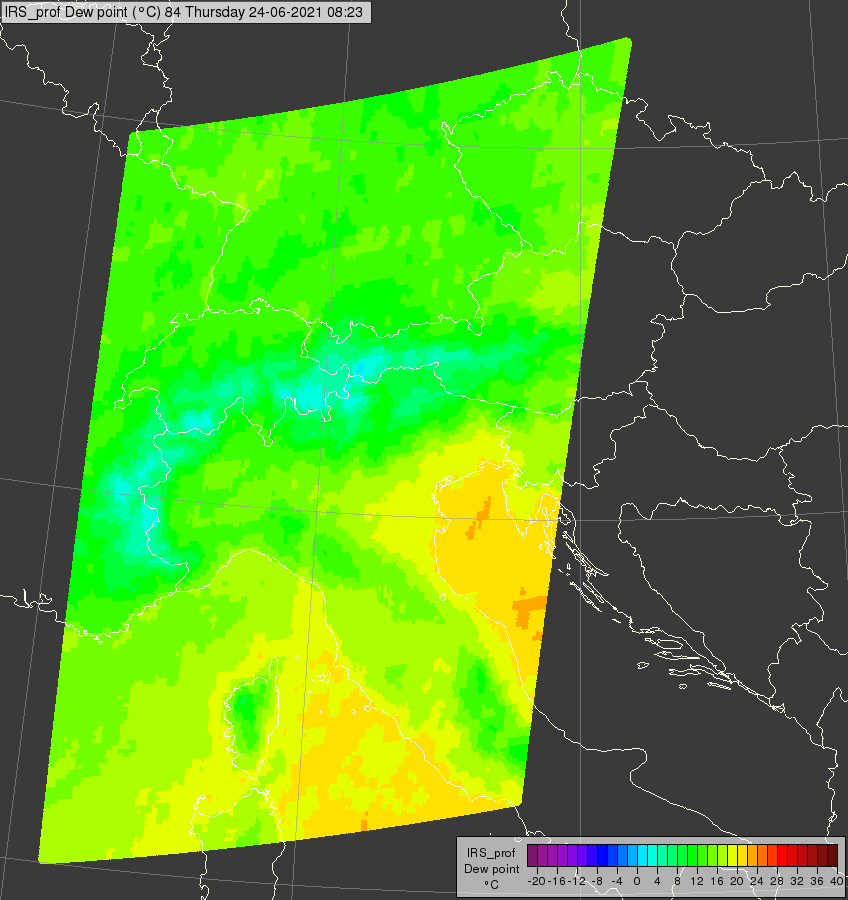 IRS_prof Dew point (°C) 84 Thursday 24-06-2021 08:23
IRS_prof
Dew point
°C
-20 -16 -12 -8 -4 0 4 8 12 16 20 24 28 32 36 40